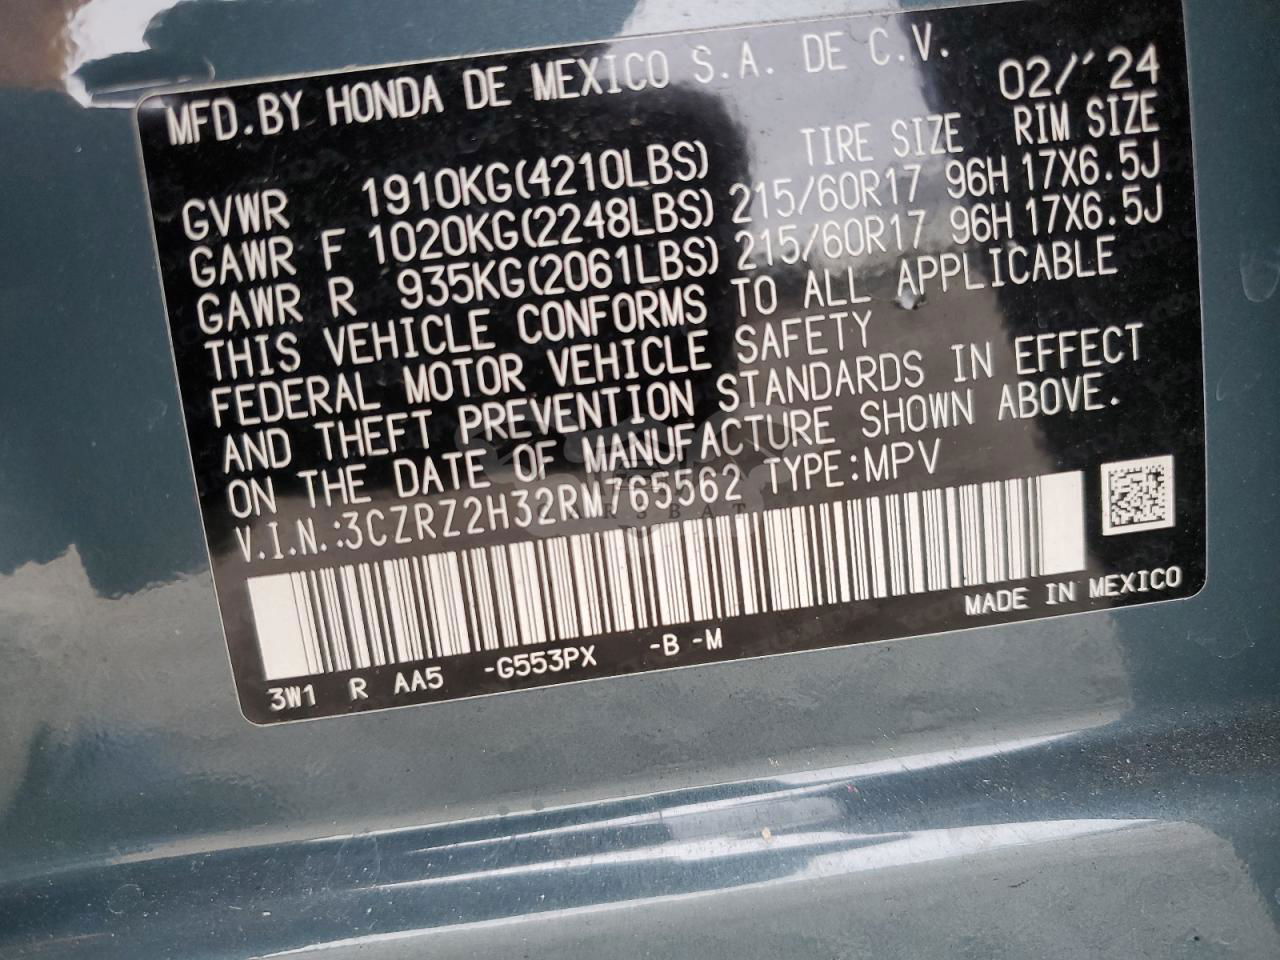 MFD.BY HONDA DE MEXICO S.A. DE C.V. 02/'24
TIRE SIZE RIM SIZE
GVWR 1910KG(4210LBS)
GAWR F 1020KG(2248LBS) 215/60R17 96H 17X6.5J
GAWR R 935KG(2061LBS) 215/60R17 96H 17X6.5J
THIS VEHICLE CONFORMS TO ALL APPLICABLE
FEDERAL MOTOR VEHICLE SAFETY
AND THEFT PREVENTION STANDARDS IN EFFECT
ON THE DATE OF MANUFACTURE SHOWN ABOVE.
V.I.N.:3CZRZ2H32RM765562 TYPE:MPV
MADE IN MEXICO
3W1 R AA5 -G553PX -B -M